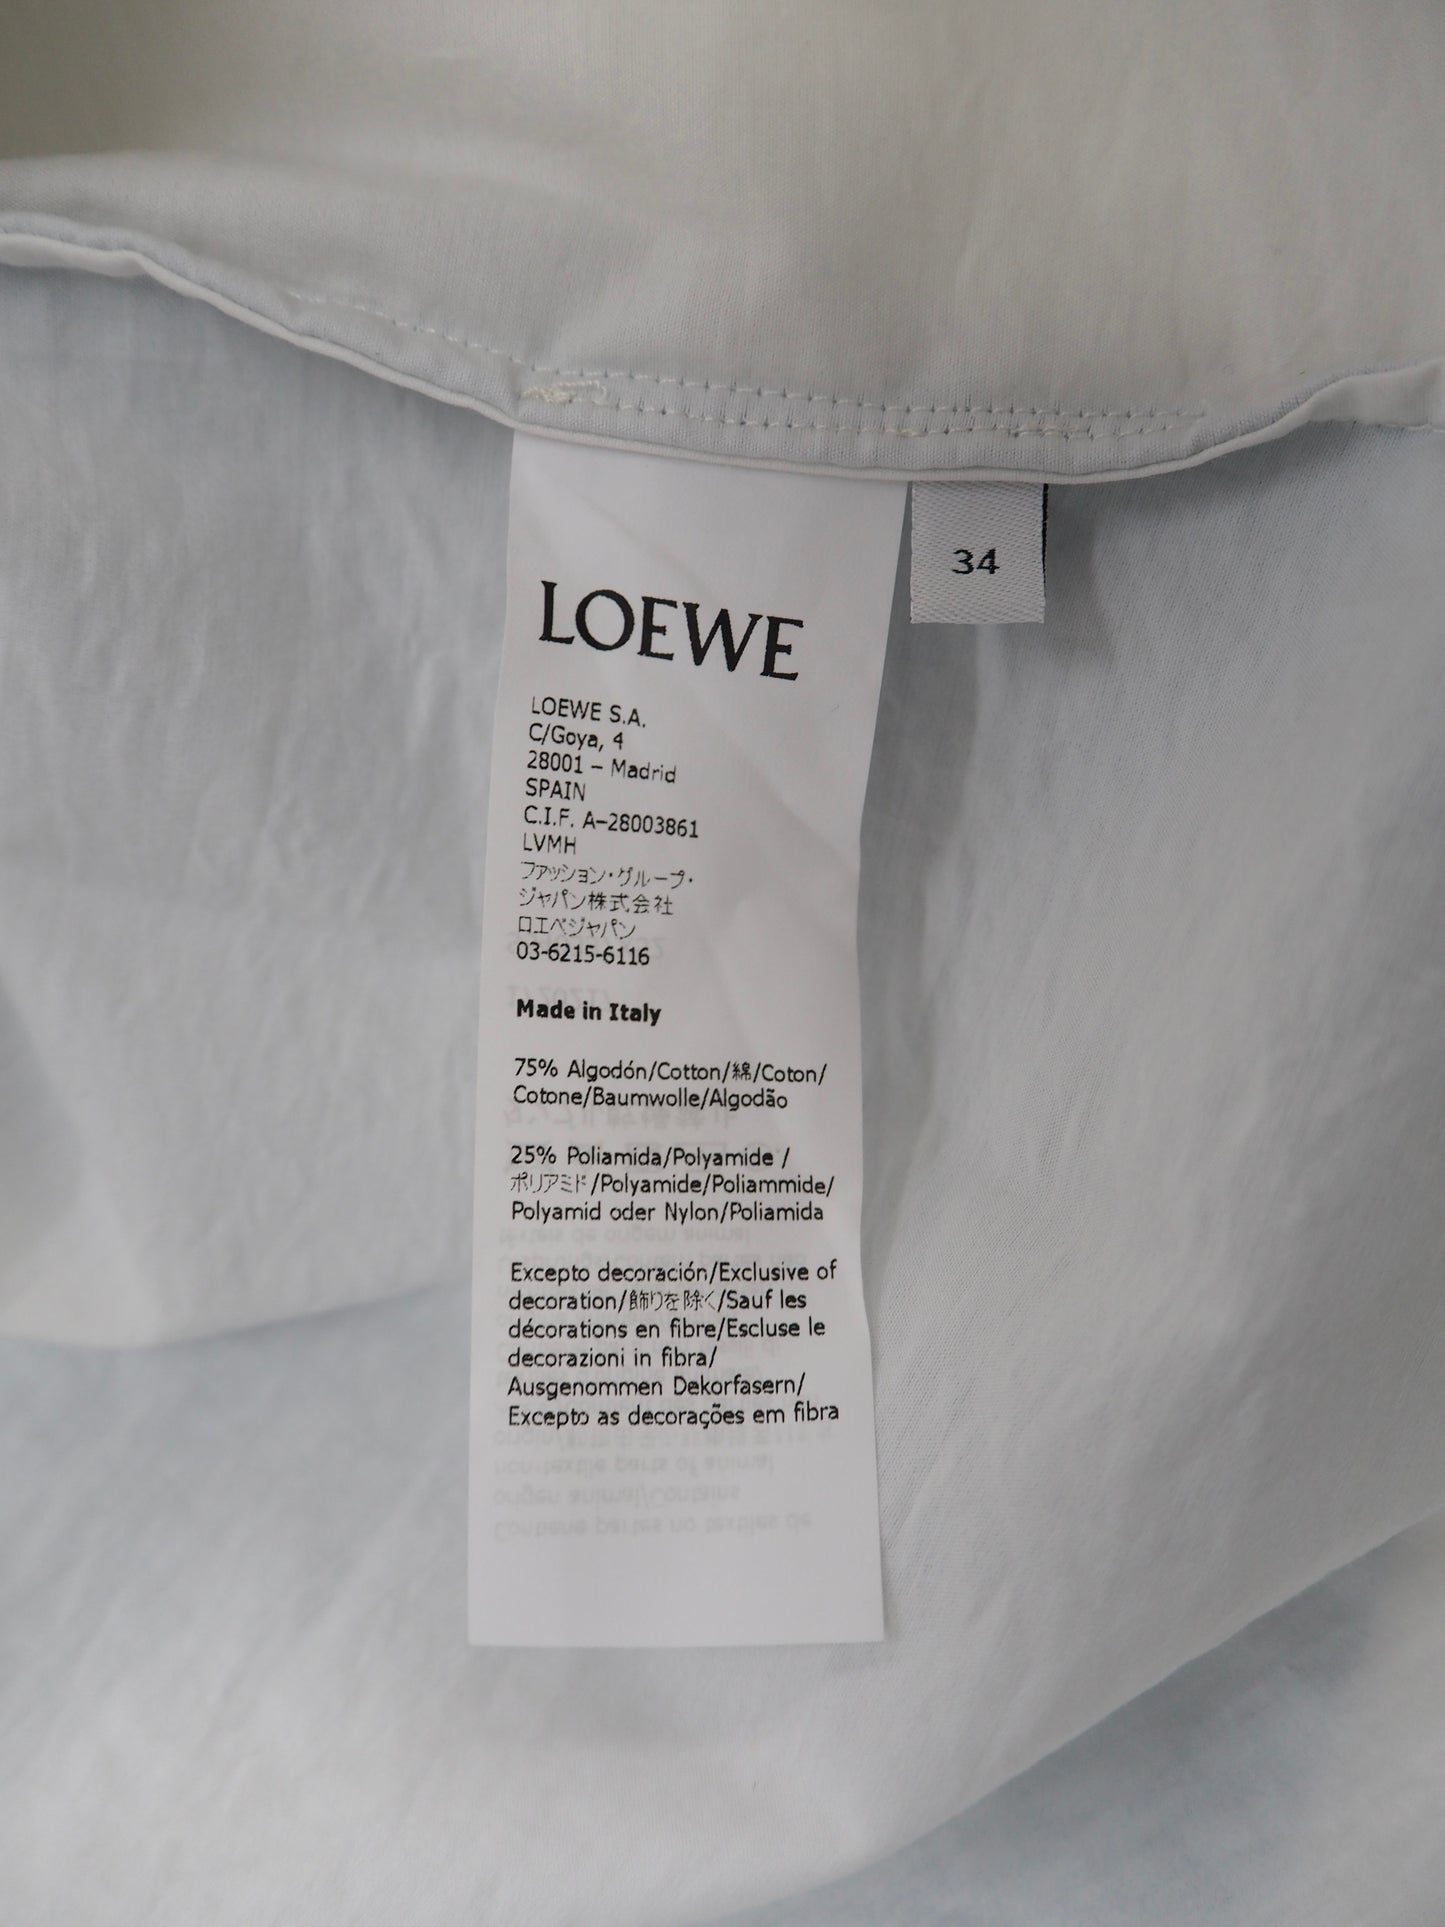 LOEWE
34
LOEWE S.A.
C/Goya, 4
28001 – Madrid
SPAIN
C.I.F. A–28003861
LVMH
ファッション・グループ・
ジャパン株式会社
ロエベジャパン
03-6215-6116
Made in Italy
75% Algodón/Cotton/綿/Coton/
Cotone/Baumwolle/Algodão
25% Poliamida/Polyamide /
ポリアミド/Polyamide/Poliammide/
Polyamid oder Nylon/Poliamida
Excepto decoración/Exclusive of
decoration/飾りを除く/Sauf les
décorations en fibre/Escluse le
decorazioni in fibra/
Ausgenommen Dekorfasern/
Excepto as decorações em fibra